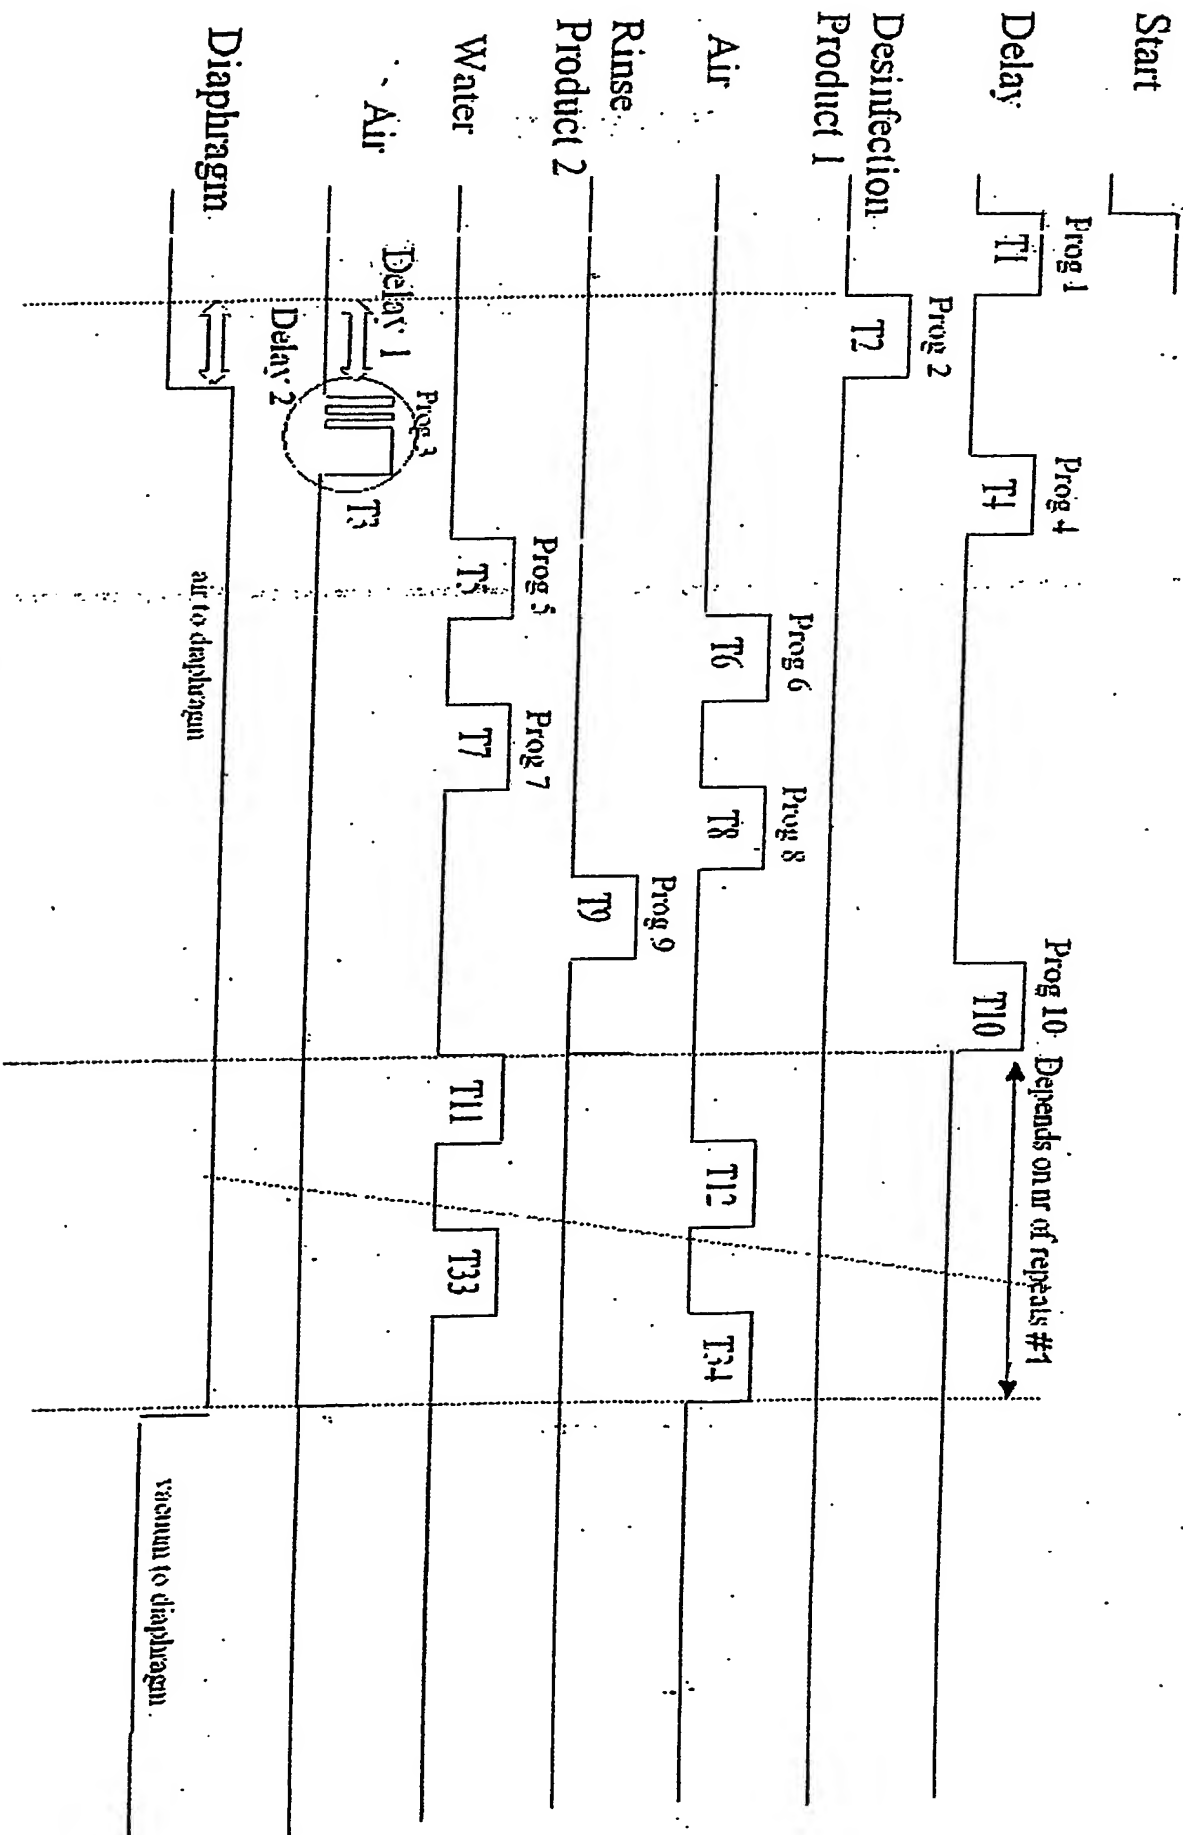 Start
Delay
Prog 1
T1
Prog 4
T4
Prog 10
T10
Depends on nr of repeats #1
Desinfection
Product 1
Prog 2
T2
Air
Prog 6
T6
Prog 8
T8
T12
T34
Rinse
Product 2
Prog 9
T9
Water
Prog 5
T5
Prog 7
T7
T11
T33
Air
Delay 1
Prog 3
T3
Diaphragm
Delay 2
air to diaphragm
vacuum to diaphragm